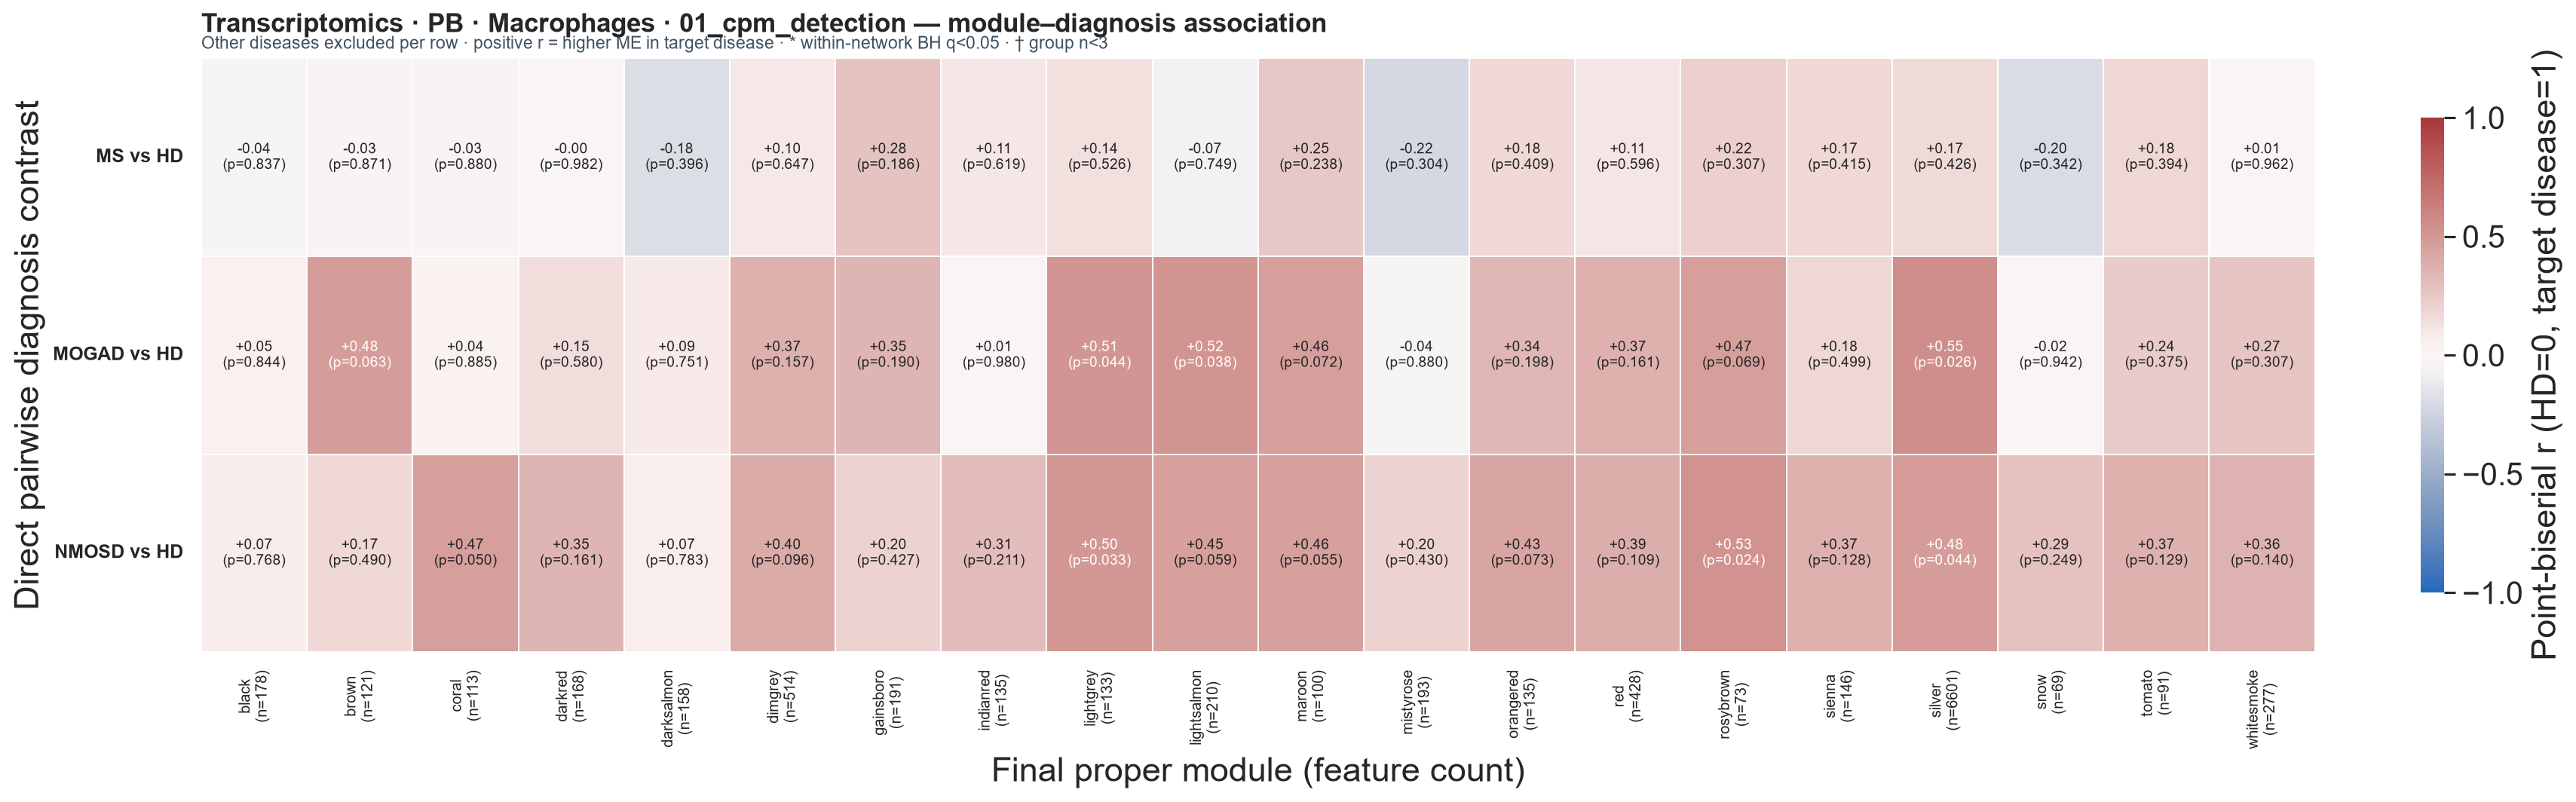 Transcriptomics · PB · Macrophages · 01_cpm_detection — module–diagnosis association
Other diseases excluded per row · positive r = higher ME in target disease · * within-network BH q<0.05 · † group n<3
Direct pairwise diagnosis contrast
MS vs HD
-0.04 -0.03 -0.03 -0.00 -0.18 +0.10 +0.28 +0.11 +0.14 -0.07 +0.25 -0.22 +0.18 +0.11 +0.22 +0.17 +0.17 -0.20 +0.18 +0.01
(p=0.837) (p=0.871) (p=0.880) (p=0.982) (p=0.396) (p=0.647) (p=0.186) (p=0.619) (p=0.526) (p=0.749) (p=0.238) (p=0.304) (p=0.409) (p=0.596) (p=0.307) (p=0.415) (p=0.426) (p=0.342) (p=0.394) (p=0.962)
MOGAD vs HD
+0.05 +0.48 +0.04 +0.15 +0.09 +0.37 +0.35 +0.01 +0.51 +0.52 +0.46 -0.04 +0.34 +0.37 +0.47 +0.18 +0.55 -0.02 +0.24 +0.27
(p=0.844) (p=0.063) (p=0.885) (p=0.580) (p=0.751) (p=0.157) (p=0.190) (p=0.980) (p=0.044) (p=0.038) (p=0.072) (p=0.880) (p=0.198) (p=0.161) (p=0.069) (p=0.499) (p=0.026) (p=0.942) (p=0.375) (p=0.307)
NMOSD vs HD
+0.07 +0.17 +0.47 +0.35 +0.07 +0.40 +0.20 +0.31 +0.50 +0.45 +0.46 +0.20 +0.43 +0.39 +0.53 +0.37 +0.48 +0.29 +0.37 +0.36
(p=0.768) (p=0.490) (p=0.050) (p=0.161) (p=0.783) (p=0.096) (p=0.427) (p=0.211) (p=0.033) (p=0.059) (p=0.055) (p=0.430) (p=0.073) (p=0.109) (p=0.024) (p=0.128) (p=0.044) (p=0.249) (p=0.129) (p=0.140)
black
(n=178)
brown
(n=121)
coral
(n=113)
darkred
(n=168)
darksalmon
(n=158)
dimgrey
(n=514)
gainsboro
(n=191)
indianred
(n=135)
lightgrey
(n=133)
lightsalmon
(n=210)
maroon
(n=100)
mistyrose
(n=193)
orangered
(n=135)
red
(n=428)
rosybrown
(n=73)
sienna
(n=146)
silver
(n=6601)
snow
(n=69)
tomato
(n=91)
whitesmoke
(n=277)
Final proper module (feature count)
1.0
0.5
0.0
−0.5
−1.0
Point-biserial r (HD=0, target disease=1)